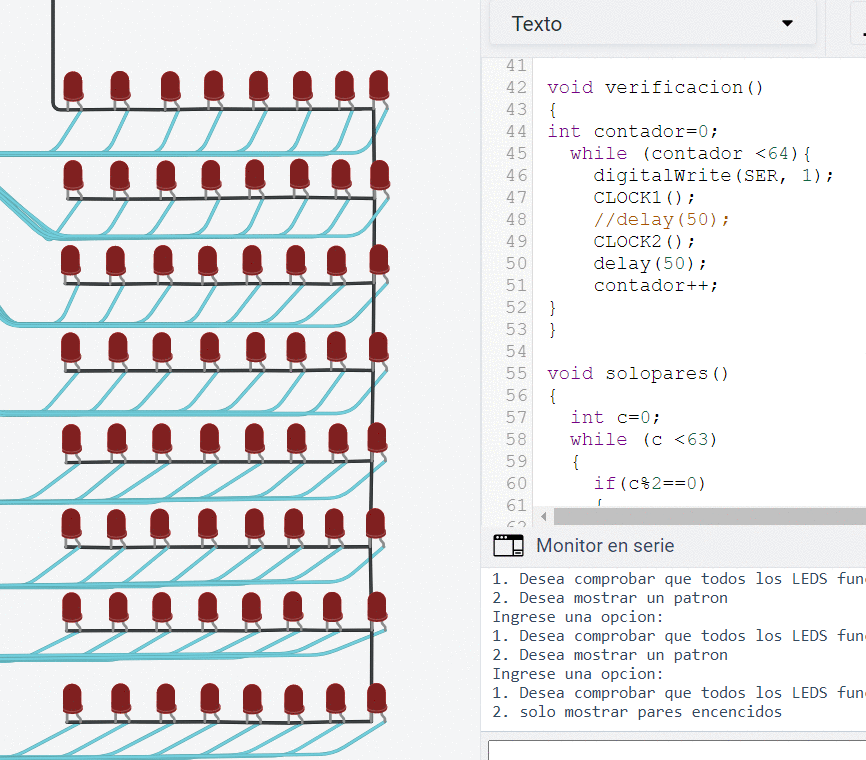 Texto
41
42 void verificacion()
43 {
44 int contador=0;
45 while (contador <64){
46 digitalWrite(SER, 1);
47 CLOCK1();
48 //delay(50);
49 CLOCK2();
50 delay(50);
51 contador++;
52 }
53 }
54
55 void solopares()
56 {
57 int c=0;
58 while (c <63)
59 {
60 if(c%2==0)
61 {
62
Monitor en serie
1. Desea comprobar que todos los LEDS fun
2. Desea mostrar un patron
Ingrese una opcion:
1. Desea comprobar que todos los LEDS fun
2. Desea mostrar un patron
Ingrese una opcion:
1. Desea comprobar que todos los LEDS fun
2. solo mostrar pares encencidos